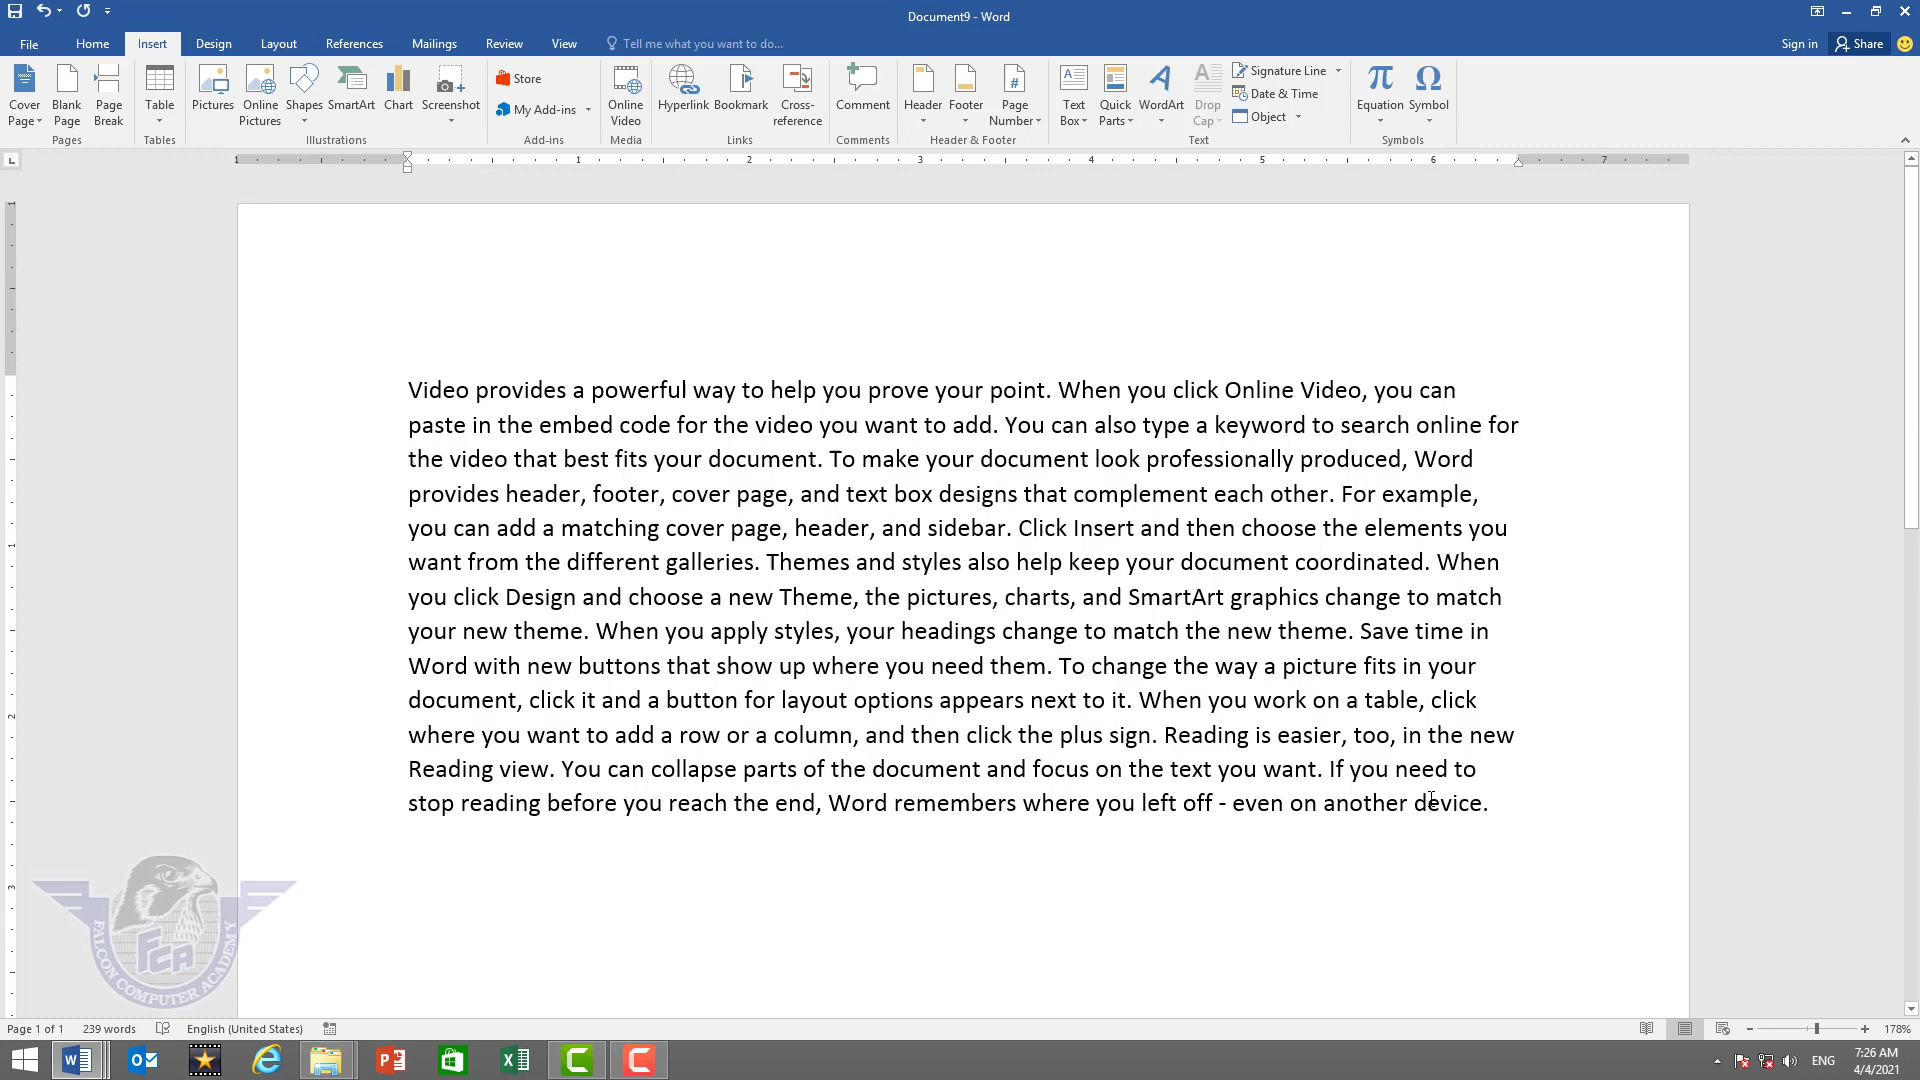 Document9 - Word
File Home Insert Design Layout References Mailings Review View Tell me what you want to do... Sign in Share
Cover Page Blank Page Page Break Table Pictures Online Pictures Shapes SmartArt Chart Screenshot Store My Add-ins Online Video Hyperlink Bookmark Cross-reference Comment Header Footer Page Number Text Box Quick Parts WordArt Drop Cap Signature Line Date & Time Object Equation Symbol
Pages Tables Illustrations Add-ins Media Links Comments Header & Footer Text Symbols
1 1 2 3 4 5 6 7
Video provides a powerful way to help you prove your point. When you click Online Video, you can
paste in the embed code for the video you want to add. You can also type a keyword to search online for
the video that best fits your document. To make your document look professionally produced, Word
provides header, footer, cover page, and text box designs that complement each other. For example,
you can add a matching cover page, header, and sidebar. Click Insert and then choose the elements you
want from the different galleries. Themes and styles also help keep your document coordinated. When
you click Design and choose a new Theme, the pictures, charts, and SmartArt graphics change to match
your new theme. When you apply styles, your headings change to match the new theme. Save time in
Word with new buttons that show up where you need them. To change the way a picture fits in your
document, click it and a button for layout options appears next to it. When you work on a table, click
where you want to add a row or a column, and then click the plus sign. Reading is easier, too, in the new
Reading view. You can collapse parts of the document and focus on the text you want. If you need to
stop reading before you reach the end, Word remembers where you left off - even on another device.
FCA
FALCON COMPUTER ACADEMY
Page 1 of 1 239 words English (United States) 178%
ENG 7:26 AM
4/4/2021